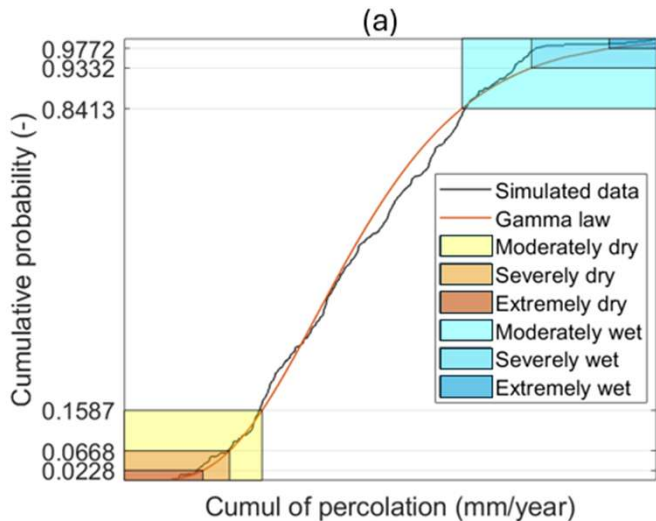 (a)
0.9772
0.9332
0.8413
0.1587
0.0668
0.0228
Cumulative probability (-)
Simulated data
Gamma law
Moderately dry
Severely dry
Extremely dry
Moderately wet
Severely wet
Extremely wet
Cumul of percolation (mm/year)